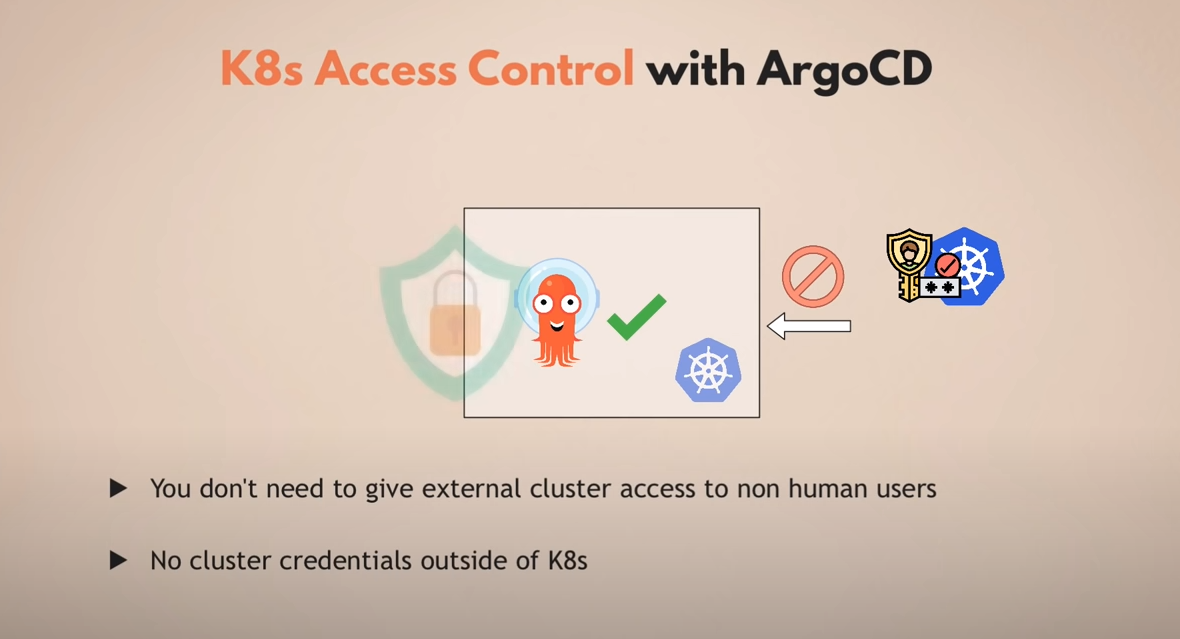 K8s Access Control with ArgoCD
**
You don't need to give external cluster access to non human users
No cluster credentials outside of K8s